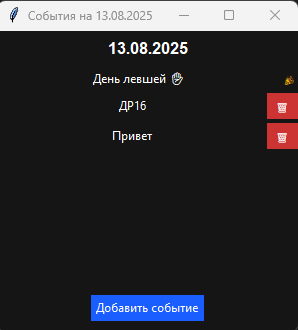 События на 13.08.2025
13.08.2025
День левшей
ДР16
Привет
Добавить событие